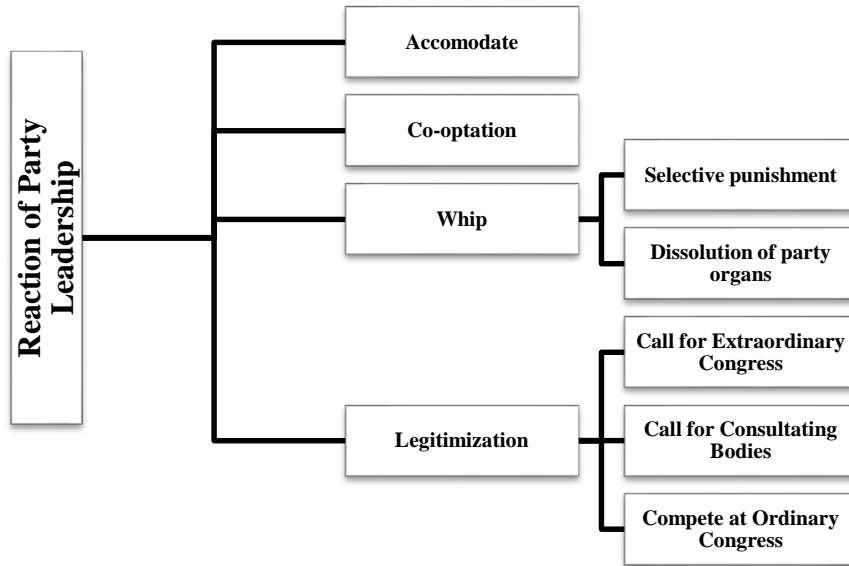 Reaction of Party
Leadership
Accomodate
Co-optation
Whip
Selective punishment
Dissolution of party
organs
Legitimization
Call for Extraordinary
Congress
Call for Consultating
Bodies
Compete at Ordinary
Congress